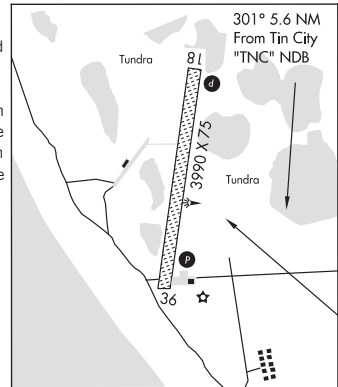 301° 5.6 NM
From Tin City
"TNC" NDB
Tundra
18
P
3990 X 75
Tundra
P
36